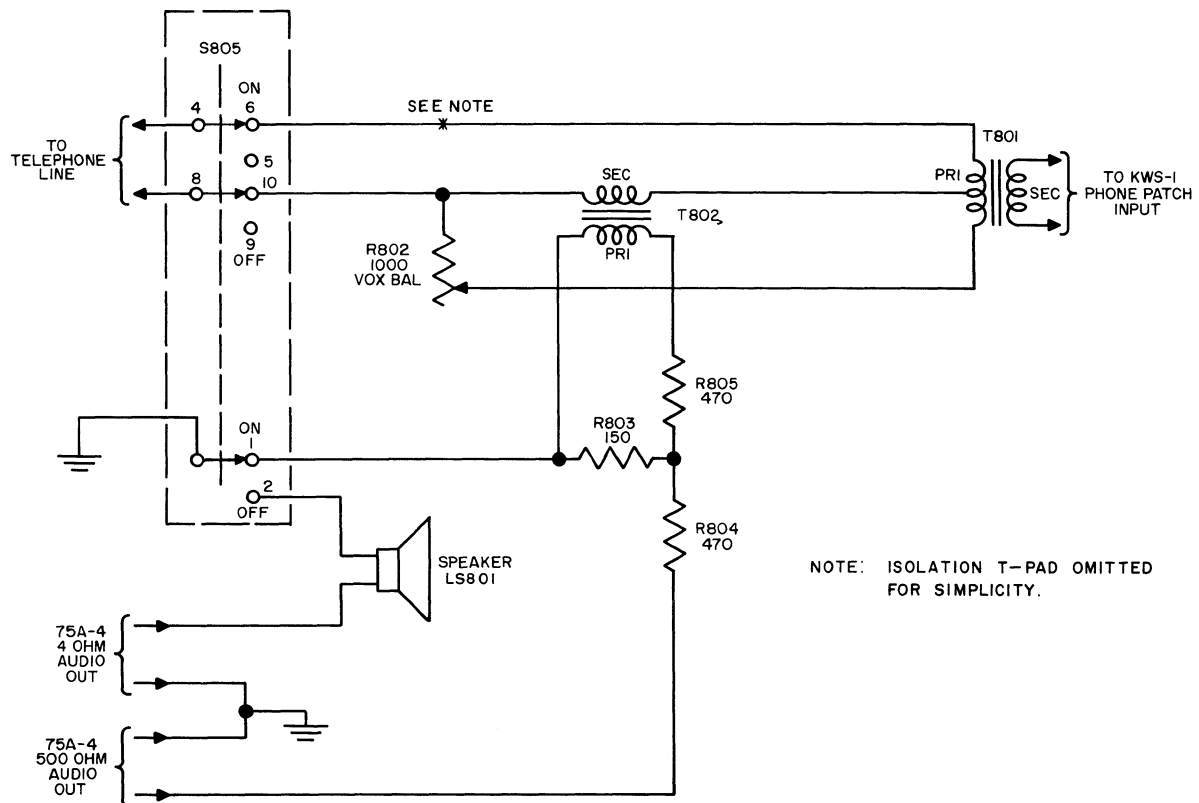 S805
ON
4
6
SEE NOTE
TO
TELEPHONE
LINE
5
8
10
9
OFF
R802
1000
VOX BAL
SEC
T802
PRI
T801
PRI
SEC
TO KWS-1
PHONE PATCH
INPUT
R805
470
R803
150
ON
1
2
OFF
R804
470
SPEAKER
LS801
NOTE: ISOLATION T-PAD OMITTED
FOR SIMPLICITY.
75A-4
4 OHM
AUDIO
OUT
75A-4
500 OHM
AUDIO
OUT